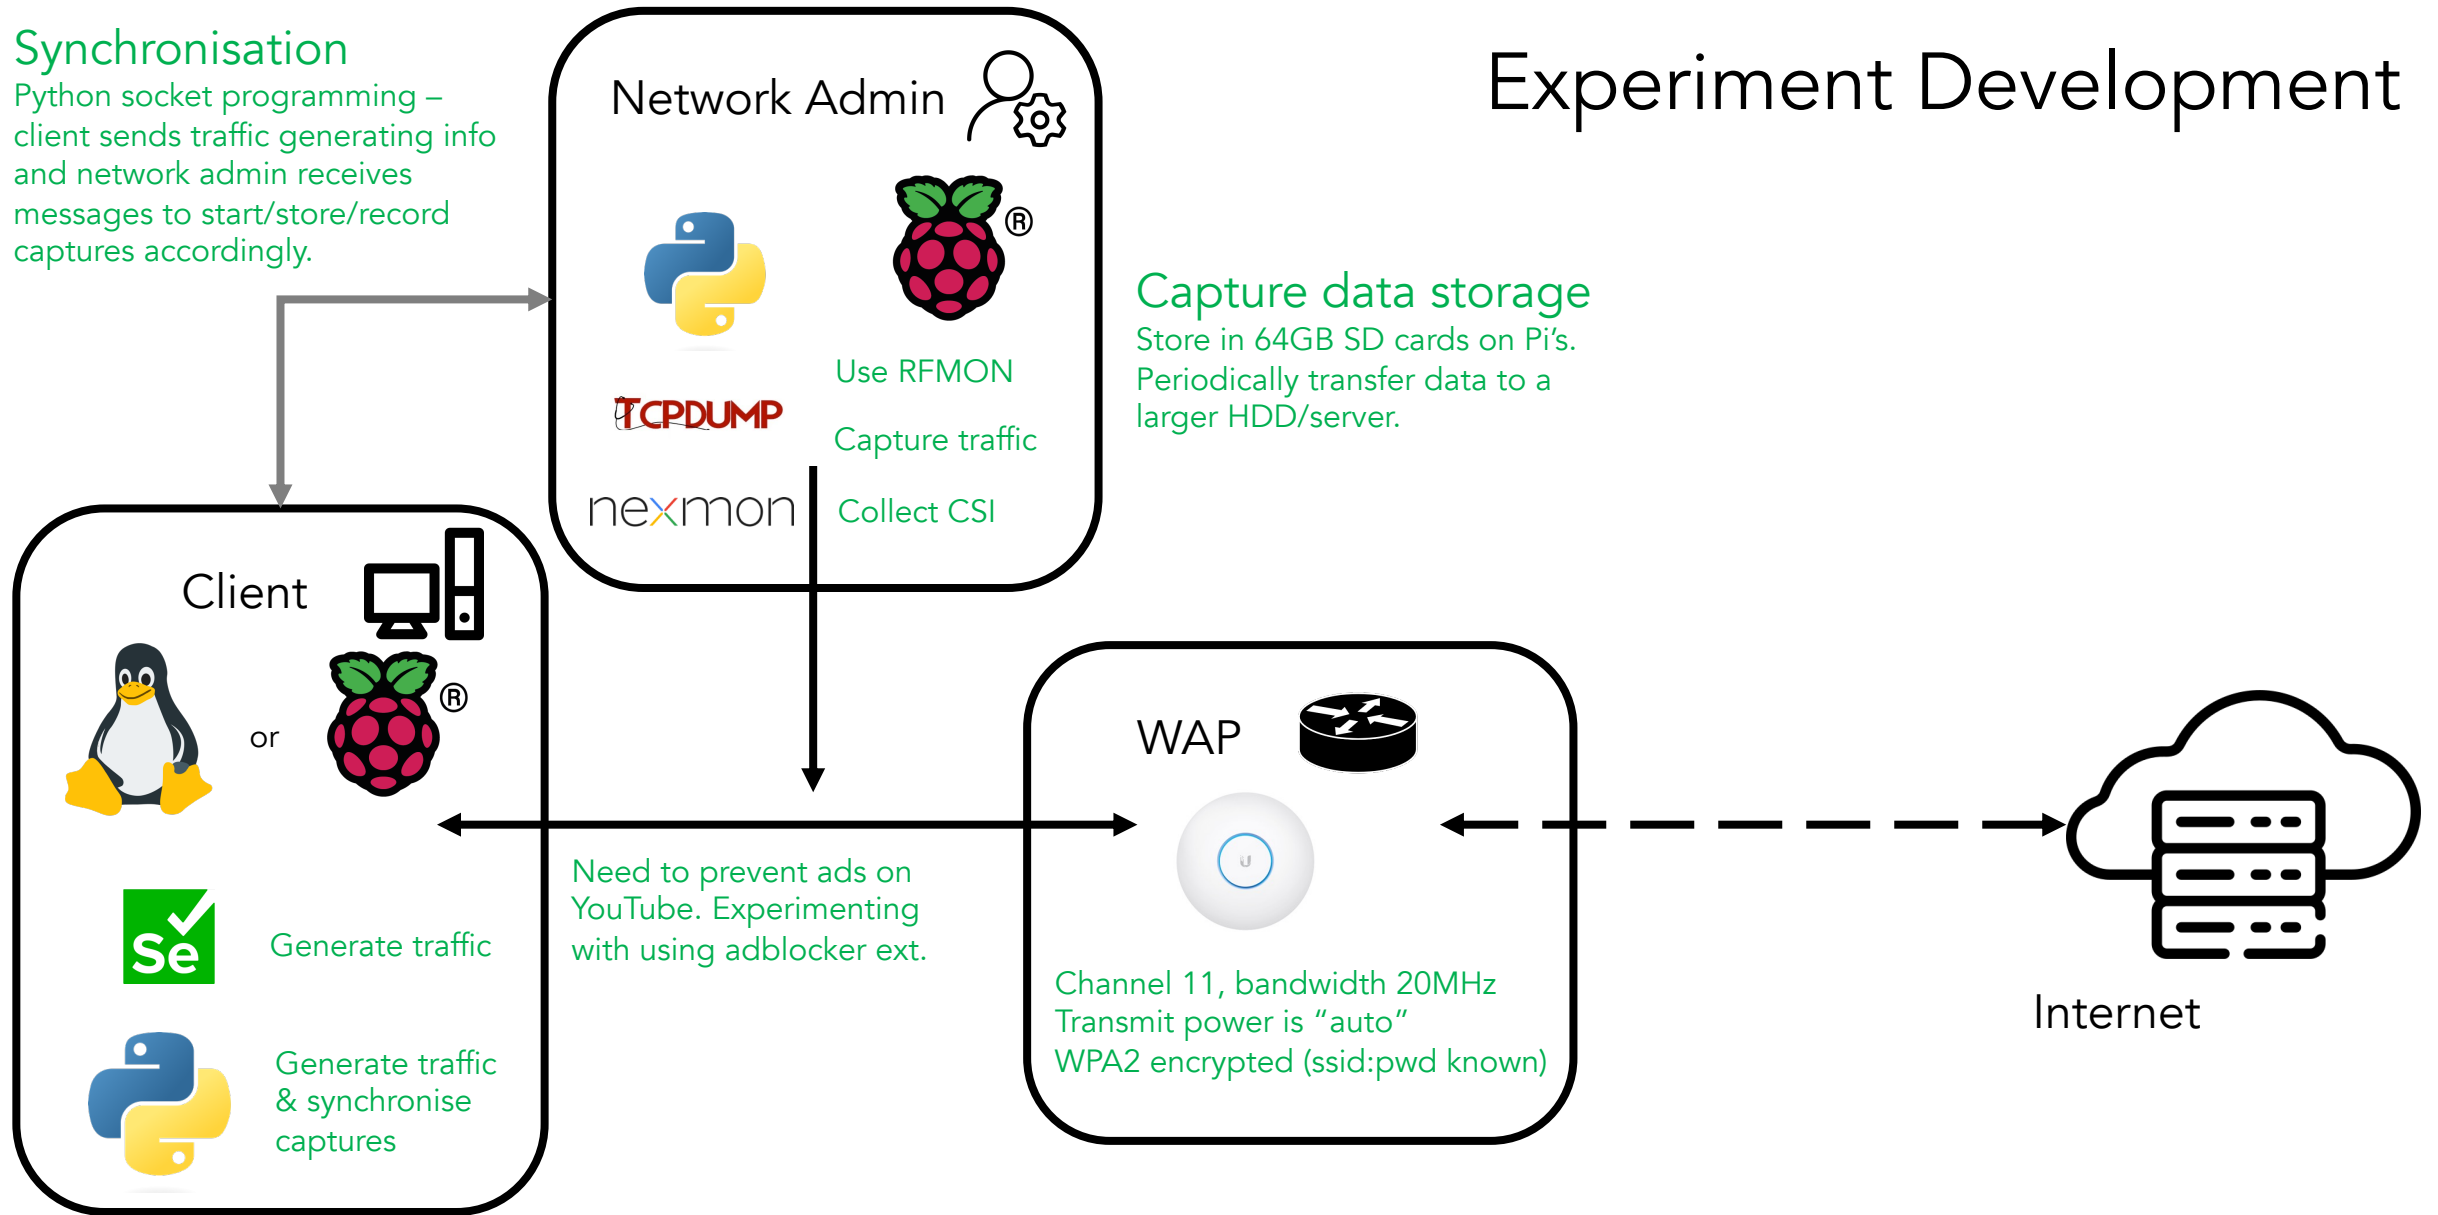 Experiment Development
Synchronisation
Python socket programming –
client sends traffic generating info
and network admin receives
messages to start/store/record
captures accordingly.
Network Admin
®
Use RFMON
TCPDUMP
Capture traffic
nexmon
Collect CSI
Capture data storage
Store in 64GB SD cards on Pi's.
Periodically transfer data to a
larger HDD/server.
Client
or
®
Se
Generate traffic
Generate traffic
& synchronise
captures
Need to prevent ads on
YouTube. Experimenting
with using adblocker ext.
WAP
U
Channel 11, bandwidth 20MHz
Transmit power is “auto”
WPA2 encrypted (ssid:pwd known)
Internet